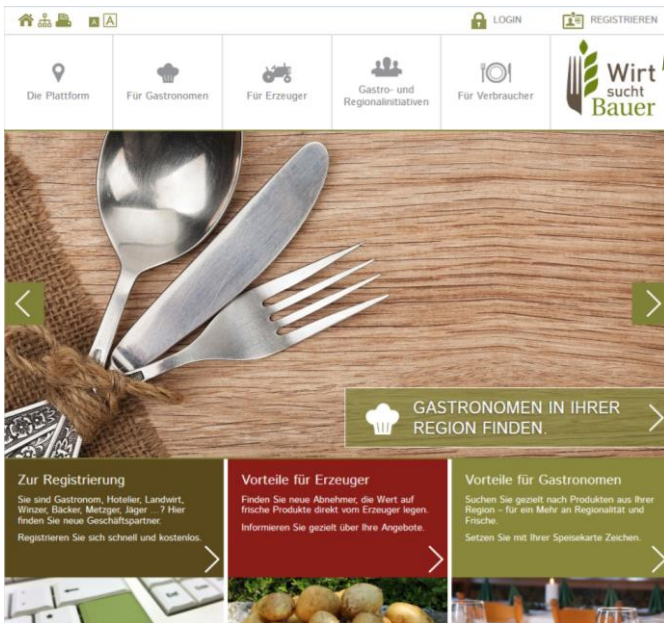 A A
LOGIN
REGISTRIEREN
Die Plattform
Für Gastronomen
Für Erzeuger
Gastro- und
Regionalinitiativen
Für Verbraucher
Wirt
sucht
Bauer
GASTRONOMEN IN IHRER
REGION FINDEN.
Zur Registrierung
Sie sind Gastronom, Hotelier, Landwirt,
Winzer, Bäcker, Metzger, Jäger ...? Hier
finden Sie neue Geschäftspartner.
Registrieren Sie sich schnell und kostenlos.
Vorteile für Erzeuger
Finden Sie neue Abnehmer, die Wert auf
frische Produkte direkt vom Erzeuger legen.
Informieren Sie gezielt über Ihre Angebote.
Vorteile für Gastronomen
Suchen Sie gezielt nach Produkten aus Ihrer
Region – für ein Mehr an Regionalität und
Frische.
Setzen Sie mit Ihrer Speisekarte Zeichen.